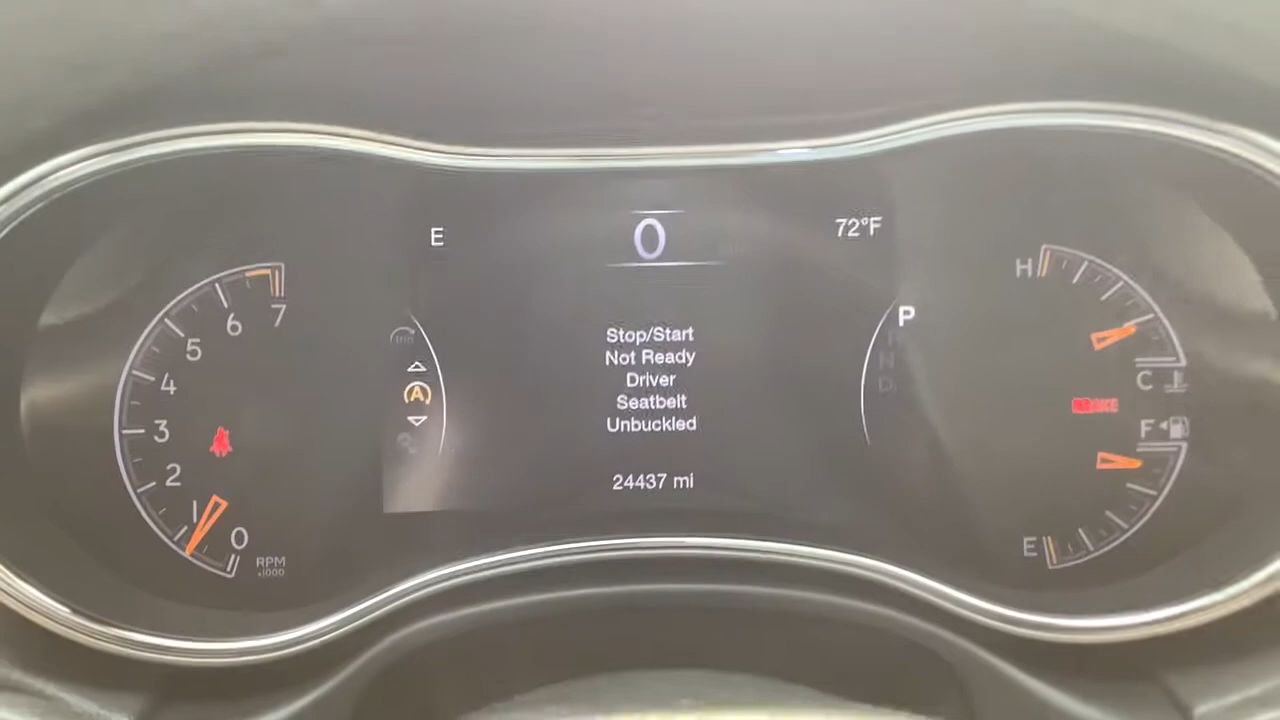 E
0
72°F
7
6
5
4
3
2
1
0
RPM
x1000
Stop/Start
Not Ready
Driver
Seatbelt
Unbuckled
24437 mi
A
P
R
N
D
H
C
BRAKE
F
E